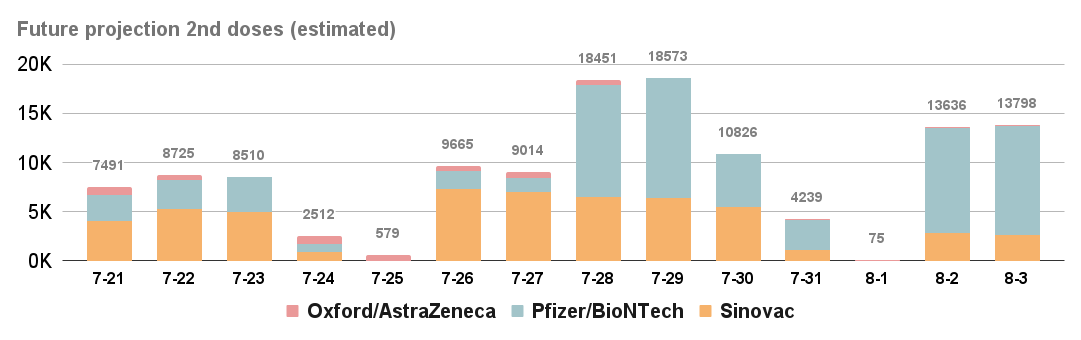 Future projection 2nd doses (estimated)
20K
15K
10K
5K
0K
7491
8725
8510
2512
579
9665
9014
18451
18573
10826
4239
75
13636
13798
7-21 7-22 7-23 7-24 7-25 7-26 7-27 7-28 7-29 7-30 7-31 8-1 8-2 8-3
Oxford/AstraZeneca Pfizer/BioNTech Sinovac